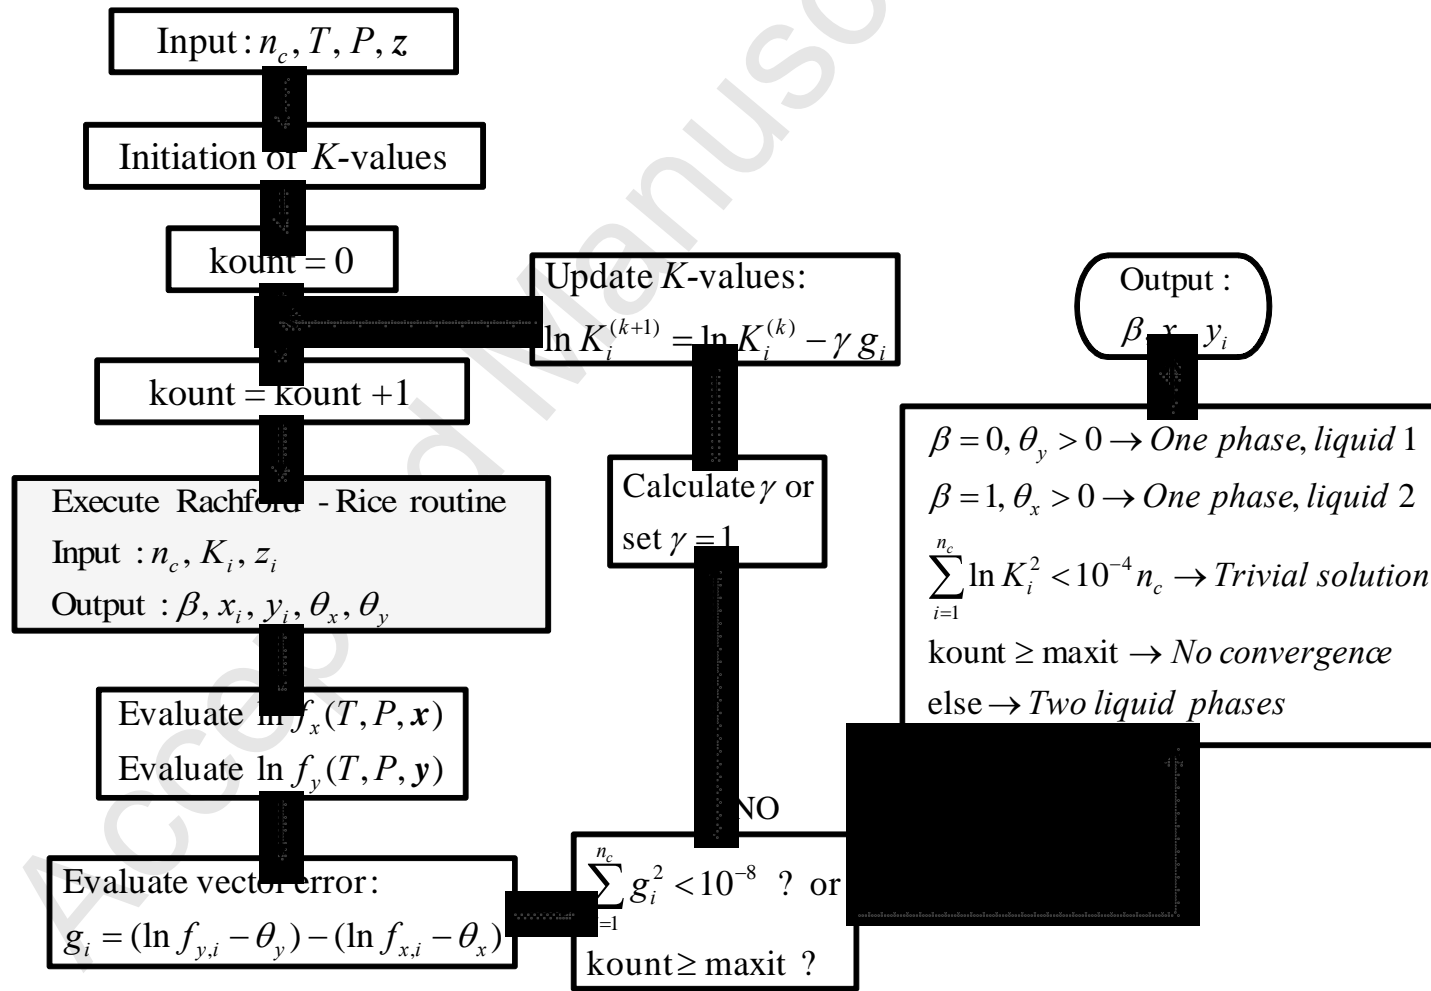 Input : n_c, T, P, z
Initiation of K-values
kount = 0
kount = kount +1
Execute Rachford - Rice routine
Input : n_c, K_i, z_i
Output : β, x_i, y_i, θ_x, θ_y
Evaluate ln f_x(T, P, x)
Evaluate ln f_y(T, P, y)
Evaluate vector error:
g_i = (ln f_{y,i} − θ_y) − (ln f_{x,i} − θ_x)
∑_{i=1}^{n_c} g_i^2 < 10^{-8} ? or
kount ≥ maxit ?
NO
Calculate γ or
set γ = 1
Update K-values:
ln K_i^{(k+1)} = ln K_i^{(k)} − γ g_i
β = 0, θ_y > 0 → One phase, liquid 1
β = 1, θ_x > 0 → One phase, liquid 2
∑_{i=1}^{n_c} ln K_i^2 < 10^{-4} n_c → Trivial solution
kount ≥ maxit → No convergence
else → Two liquid phases
Output :
β, x y_i
Accepted Manusc